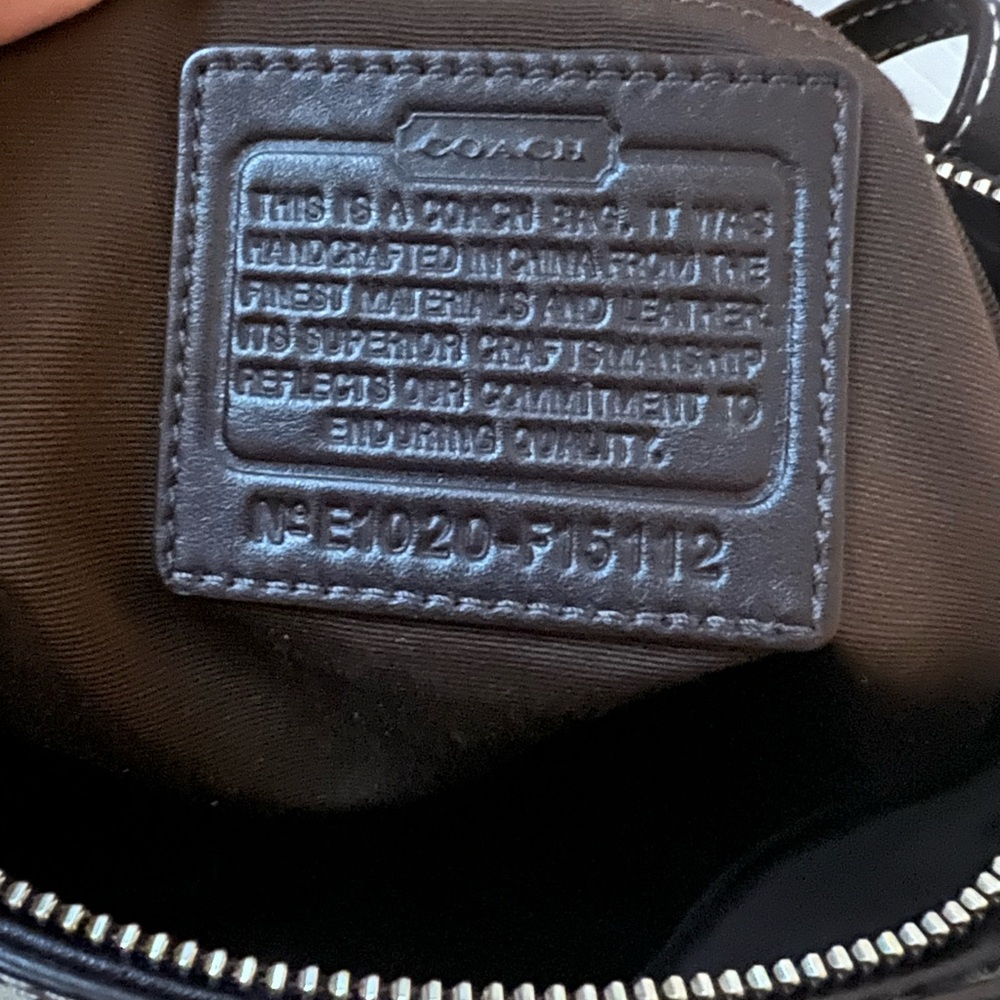 COACH
THIS IS A COACH BAG. IT WAS
HANDCRAFTED IN CHINA FROM THE
FINEST MATERIALS AND LEATHER.
ITS SUPERIOR CRAFTSMANSHIP
REFLECTS OUR COMMITMENT TO
ENDURING QUALITY.
Nº E1020-F15112